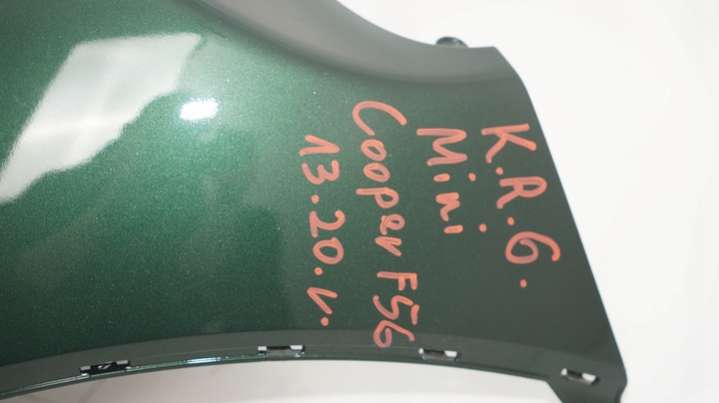 K.R.G.
Mini
Cooper F56
13.20.v.